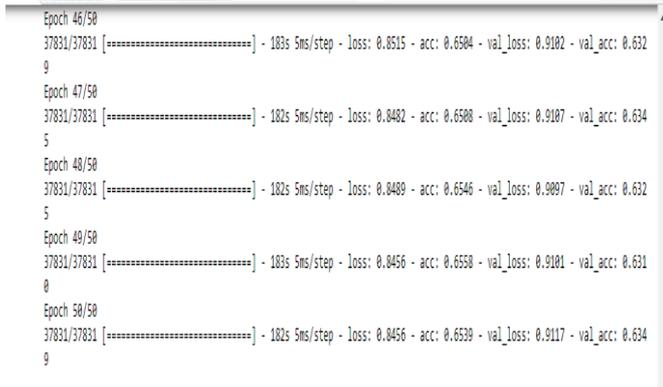 Epoch 46/50
37831/37831 [==============================] - 183s 5ms/step - loss: 0.8515 - acc: 0.6504 - val_loss: 0.9102 - val_acc: 0.632
9
Epoch 47/50
37831/37831 [==============================] - 182s 5ms/step - loss: 0.8482 - acc: 0.6508 - val_loss: 0.9107 - val_acc: 0.634
5
Epoch 48/50
37831/37831 [==============================] - 182s 5ms/step - loss: 0.8489 - acc: 0.6546 - val_loss: 0.9097 - val_acc: 0.632
5
Epoch 49/50
37831/37831 [==============================] - 183s 5ms/step - loss: 0.8456 - acc: 0.6558 - val_loss: 0.9101 - val_acc: 0.631
0
Epoch 50/50
37831/37831 [==============================] - 182s 5ms/step - loss: 0.8456 - acc: 0.6539 - val_loss: 0.9117 - val_acc: 0.634
9